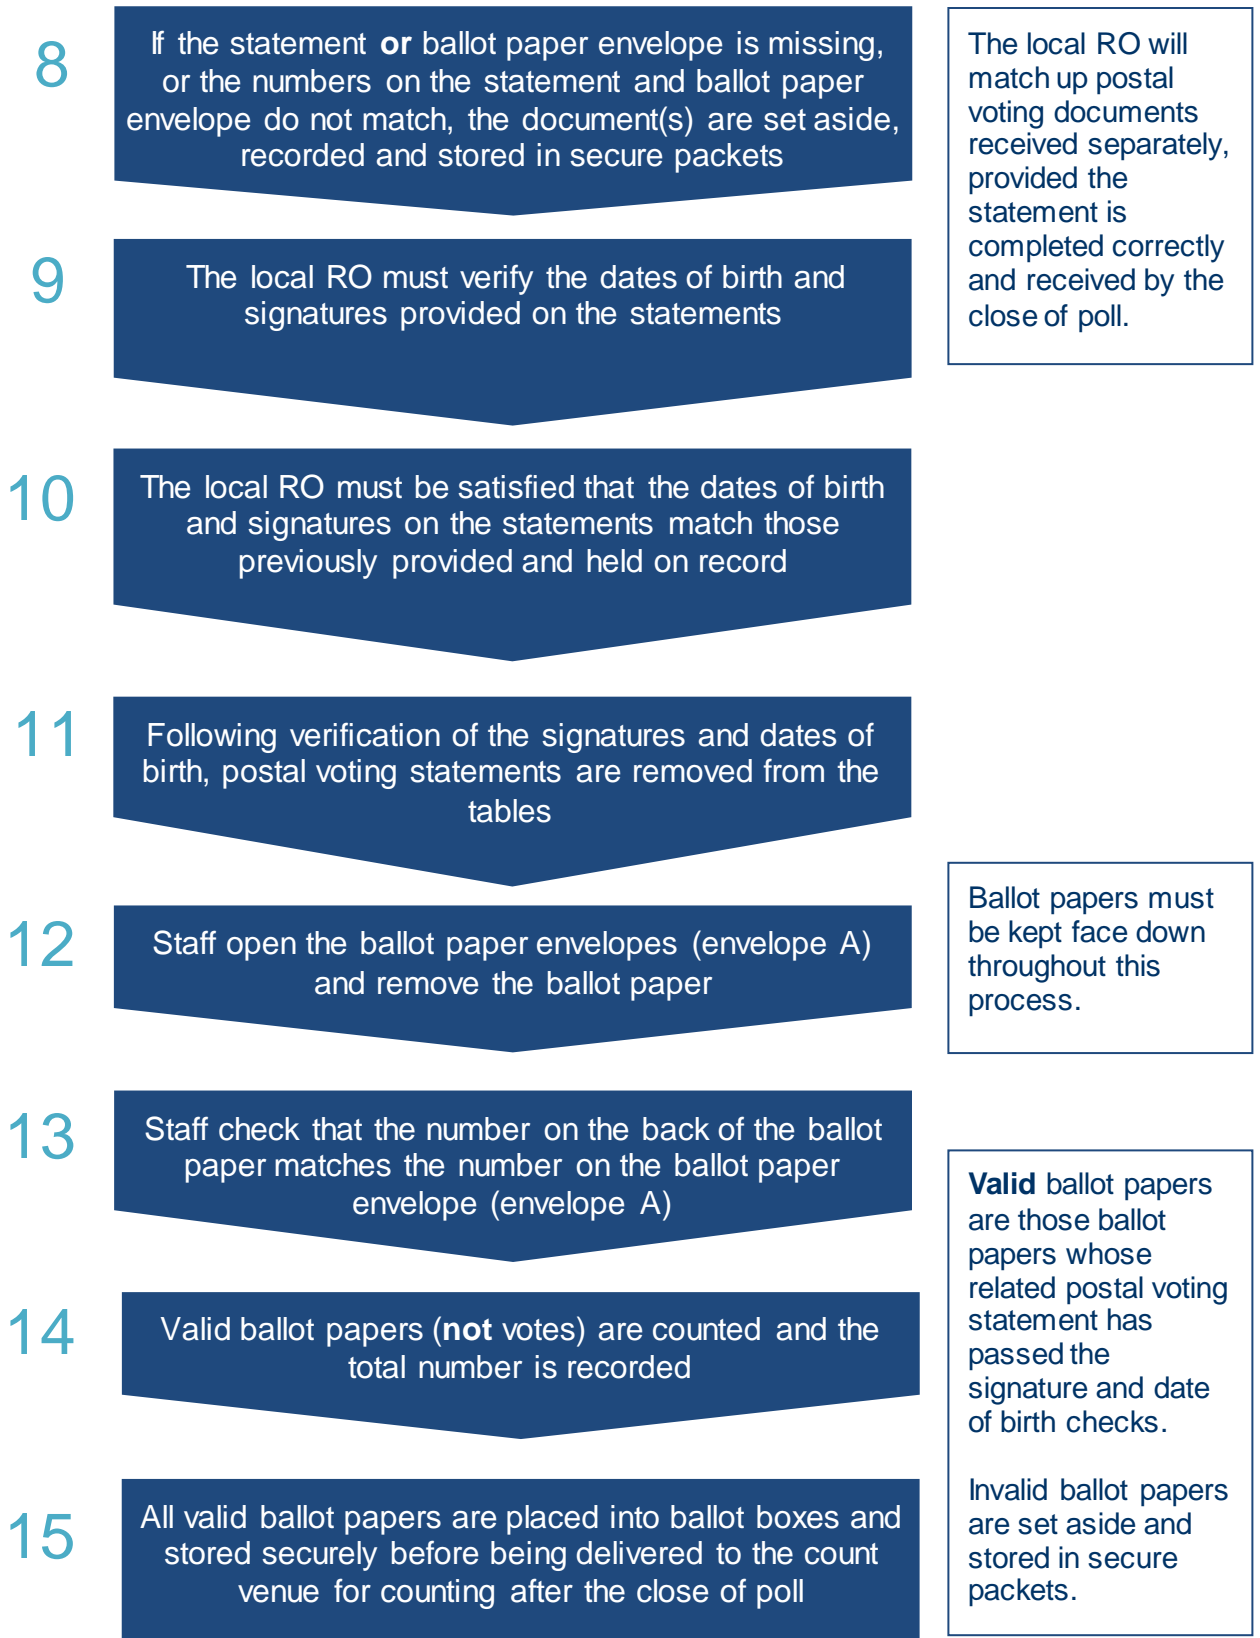 8
If the statement or ballot paper envelope is missing,
or the numbers on the statement and ballot paper
envelope do not match, the document(s) are set aside,
recorded and stored in secure packets
The local RO will
match up postal
voting documents
received separately,
provided the
statement is
completed correctly
and received by the
close of poll.
9
The local RO must verify the dates of birth and
signatures provided on the statements
10
The local RO must be satisfied that the dates of birth
and signatures on the statements match those
previously provided and held on record
11
Following verification of the signatures and dates of
birth, postal voting statements are removed from the
tables
12
Staff open the ballot paper envelopes (envelope A)
and remove the ballot paper
Ballot papers must
be kept face down
throughout this
process.
13
Staff check that the number on the back of the ballot
paper matches the number on the ballot paper
envelope (envelope A)
14
Valid ballot papers (not votes) are counted and the
total number is recorded
Valid ballot papers
are those ballot
papers whose
related postal voting
statement has
passed the
signature and date
of birth checks.
Invalid ballot papers
are set aside and
stored in secure
packets.
15
All valid ballot papers are placed into ballot boxes and
stored securely before being delivered to the count
venue for counting after the close of poll